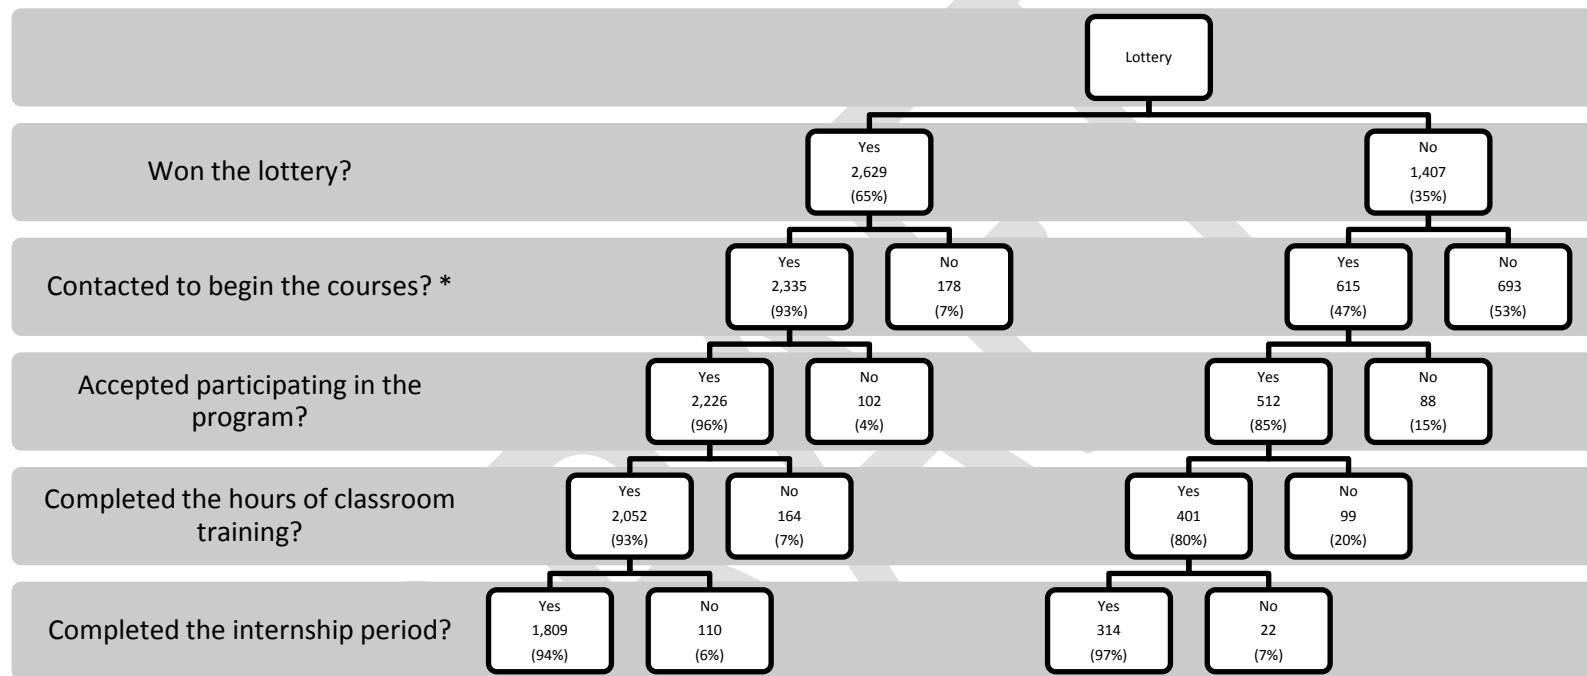 Lottery
Won the lottery?
Yes
2,629
(65%)
No
1,407
(35%)
Contacted to begin the courses? *
Yes
2,335
(93%)
No
178
(7%)
Yes
615
(47%)
No
693
(53%)
Accepted participating in the
program?
Yes
2,226
(96%)
No
102
(4%)
Yes
512
(85%)
No
88
(15%)
Completed the hours of classroom
training?
Yes
2,052
(93%)
No
164
(7%)
Yes
401
(80%)
No
99
(20%)
Completed the internship period?
Yes
1,809
(94%)
No
110
(6%)
Yes
314
(97%)
No
22
(7%)